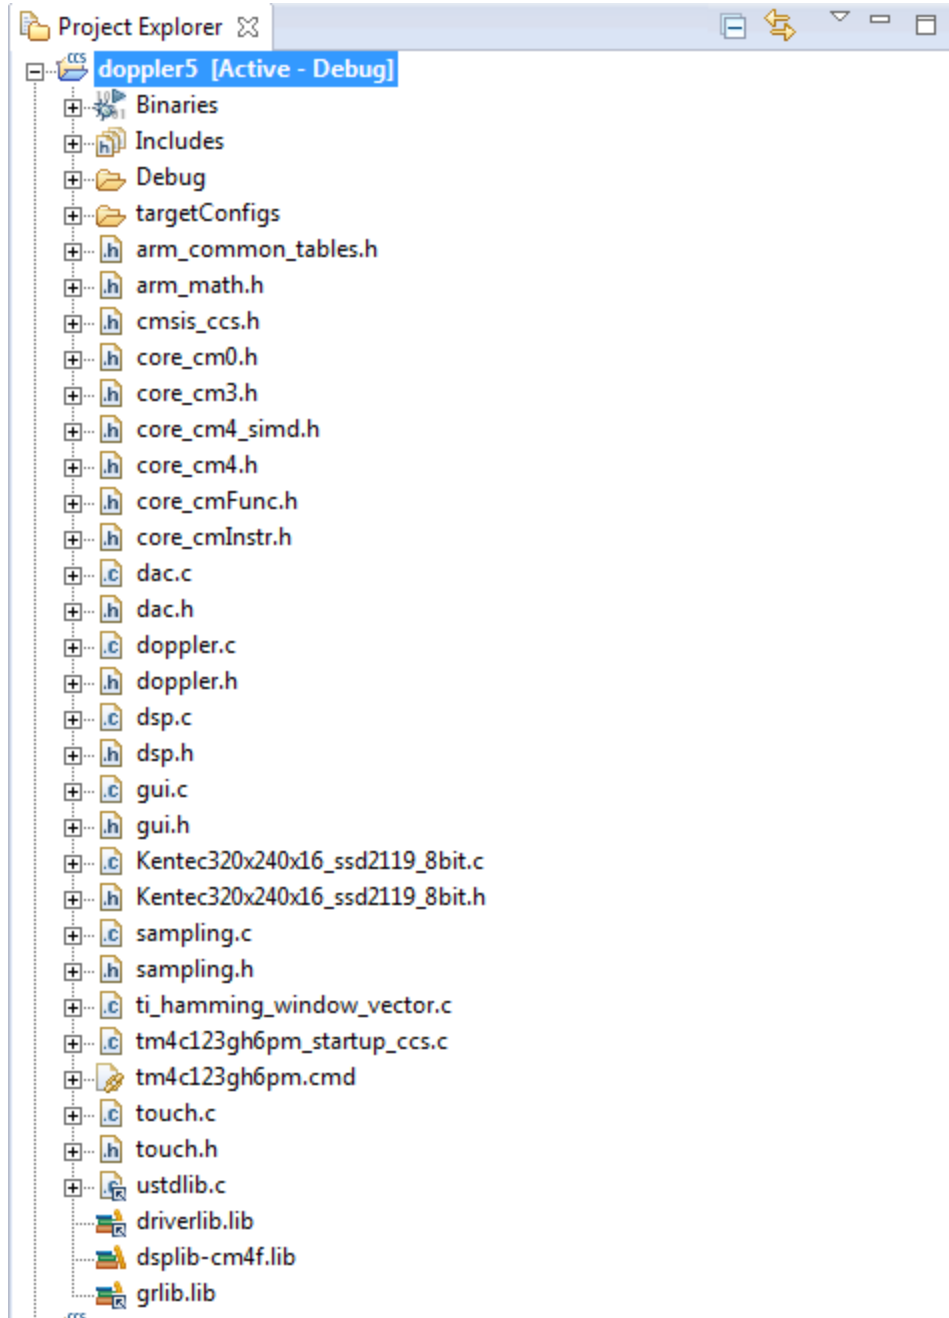 Project Explorer
doppler5 [Active - Debug]
Binaries
Includes
Debug
targetConfigs
arm_common_tables.h
arm_math.h
cmsis_ccs.h
core_cm0.h
core_cm3.h
core_cm4_simd.h
core_cm4.h
core_cmFunc.h
core_cmInstr.h
dac.c
dac.h
doppler.c
doppler.h
dsp.c
dsp.h
gui.c
gui.h
Kentec320x240x16_ssd2119_8bit.c
Kentec320x240x16_ssd2119_8bit.h
sampling.c
sampling.h
ti_hamming_window_vector.c
tm4c123gh6pm_startup_ccs.c
tm4c123gh6pm.cmd
touch.c
touch.h
ustdlib.c
driverlib.lib
dsplib-cm4f.lib
grlib.lib